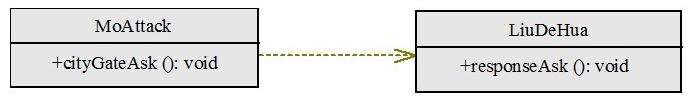 MoAttack
+cityGateAsk (): void
LiuDeHua
+responseAsk (): void